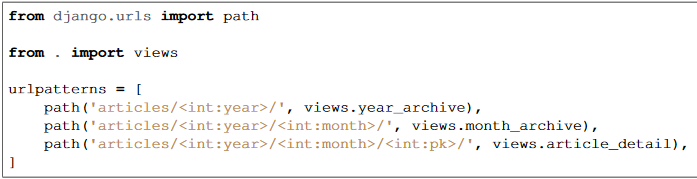 from django.urls import path
from . import views
urlpatterns = [
    path('articles/<int:year>/', views.year_archive),
    path('articles/<int:year>/<int:month>/', views.month_archive),
    path('articles/<int:year>/<int:month>/<int:pk>/', views.article_detail),
]